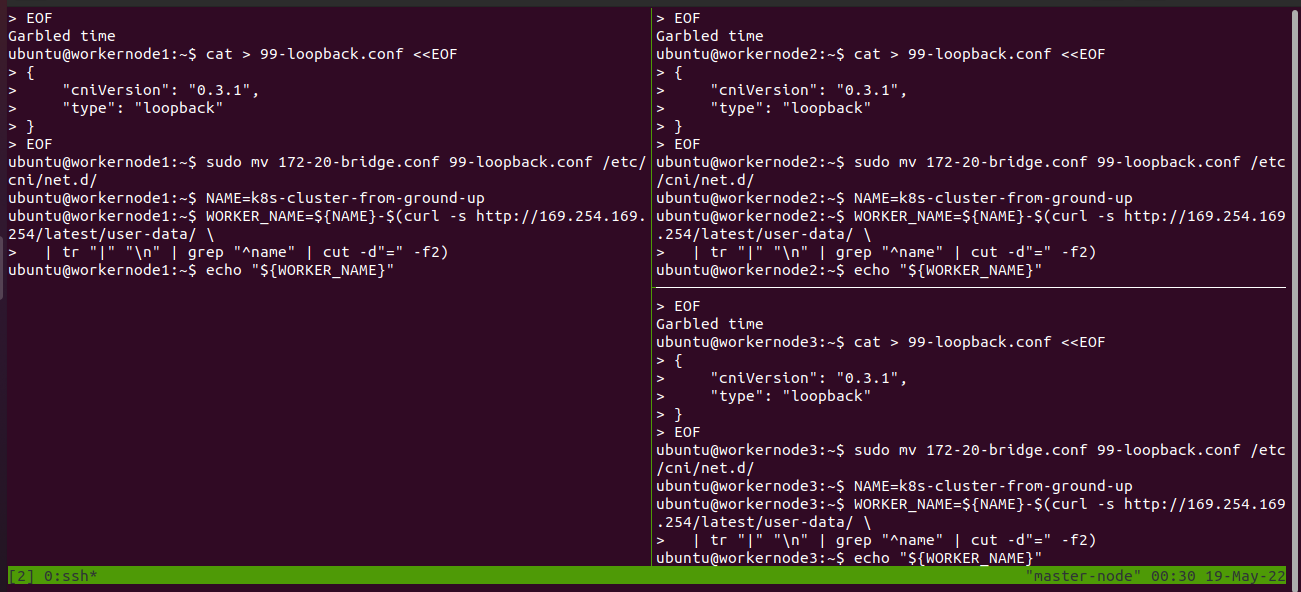 > EOF
Garbled time
ubuntu@workernode1:~$ cat > 99-loopback.conf <<EOF
> {
>     "cniVersion": "0.3.1",
>     "type": "loopback"
> }
> EOF
ubuntu@workernode1:~$ sudo mv 172-20-bridge.conf 99-loopback.conf /etc/
cni/net.d/
ubuntu@workernode1:~$ NAME=k8s-cluster-from-ground-up
ubuntu@workernode1:~$ WORKER_NAME=${NAME}-$(curl -s http://169.254.169.
254/latest/user-data/ \
>   | tr "|" "\n" | grep "^name" | cut -d"=" -f2)
ubuntu@workernode1:~$ echo "${WORKER_NAME}"
> EOF
Garbled time
ubuntu@workernode2:~$ cat > 99-loopback.conf <<EOF
> {
>     "cniVersion": "0.3.1",
>     "type": "loopback"
> }
> EOF
ubuntu@workernode2:~$ sudo mv 172-20-bridge.conf 99-loopback.conf /etc
/cni/net.d/
ubuntu@workernode2:~$ NAME=k8s-cluster-from-ground-up
ubuntu@workernode2:~$ WORKER_NAME=${NAME}-$(curl -s http://169.254.169
.254/latest/user-data/ \
>   | tr "|" "\n" | grep "^name" | cut -d"=" -f2)
ubuntu@workernode2:~$ echo "${WORKER_NAME}"
> EOF
Garbled time
ubuntu@workernode3:~$ cat > 99-loopback.conf <<EOF
> {
>     "cniVersion": "0.3.1",
>     "type": "loopback"
> }
> EOF
ubuntu@workernode3:~$ sudo mv 172-20-bridge.conf 99-loopback.conf /etc
/cni/net.d/
ubuntu@workernode3:~$ NAME=k8s-cluster-from-ground-up
ubuntu@workernode3:~$ WORKER_NAME=${NAME}-$(curl -s http://169.254.169
.254/latest/user-data/ \
>   | tr "|" "\n" | grep "^name" | cut -d"=" -f2)
ubuntu@workernode3:~$ echo "${WORKER_NAME}"
[2] 0:ssh* "master-node" 00:30 19-May-22